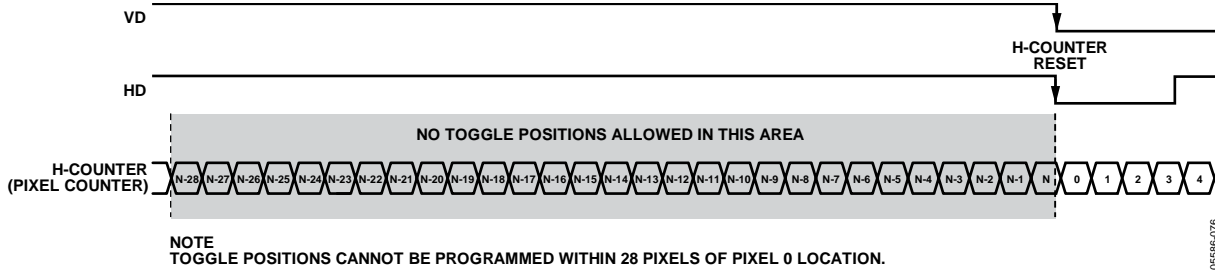 VD
H-COUNTER
RESET
HD
NO TOGGLE POSITIONS ALLOWED IN THIS AREA
H-COUNTER
(PIXEL COUNTER)
N-28 N-27 N-26 N-25 N-24 N-23 N-22 N-21 N-20 N-19 N-18 N-17 N-16 N-15 N-14 N-13 N-12 N-11 N-10 N-9 N-8 N-7 N-6 N-5 N-4 N-3 N-2 N-1 N 0 1 2 3 4
NOTE
TOGGLE POSITIONS CANNOT BE PROGRAMMED WITHIN 28 PIXELS OF PIXEL 0 LOCATION.
05586-076